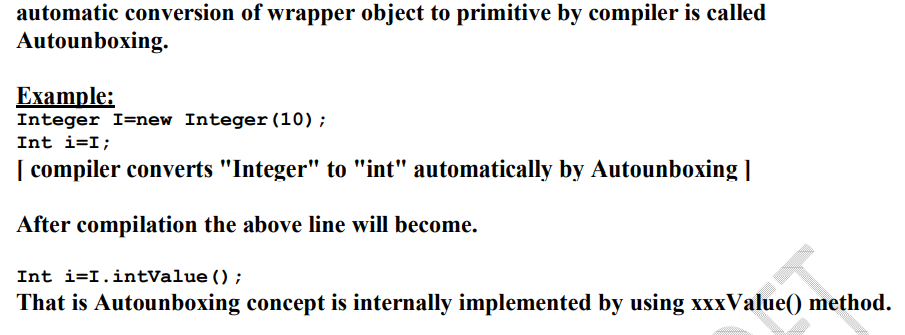 automatic conversion of wrapper object to primitive by compiler is called
Autounboxing.
Example:
Integer I=new Integer(10);
Int i=I;
[ compiler converts "Integer" to "int" automatically by Autounboxing ]
After compilation the above line will become.
Int i=I.intValue();
That is Autounboxing concept is internally implemented by using xxxValue() method.